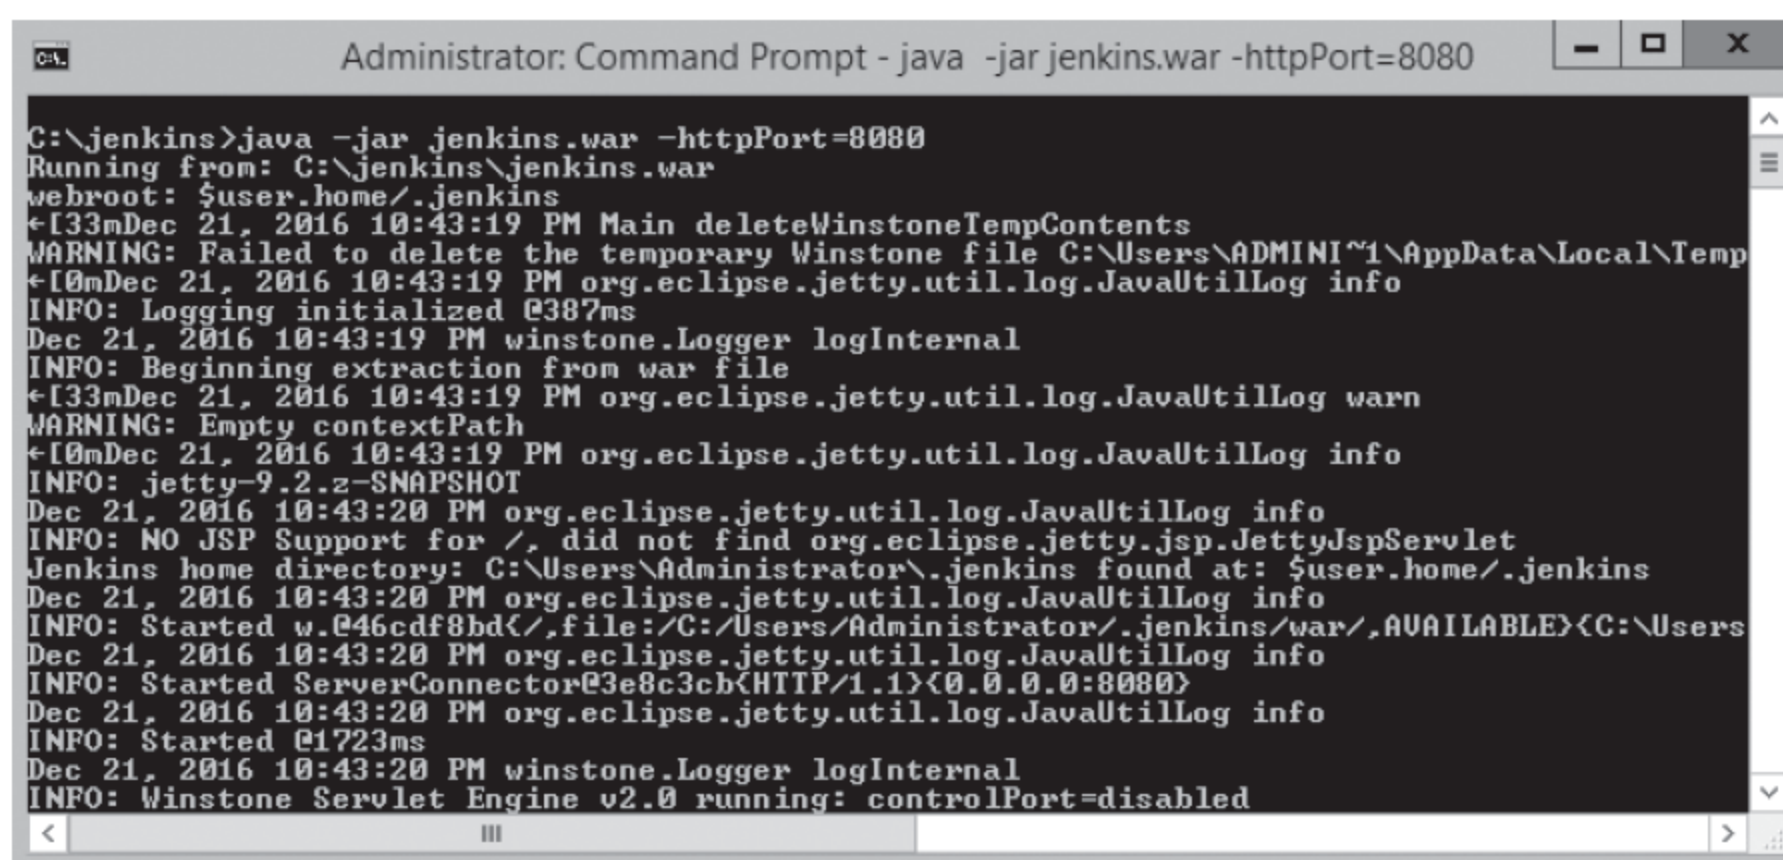 Administrator: Command Prompt - java  -jar jenkins.war -httpPort=8080
C:\jenkins>java -jar jenkins.war -httpPort=8080
Running from: C:\jenkins\jenkins.war
webroot: $user.home/.jenkins
←[33mDec 21, 2016 10:43:19 PM Main deleteWinstoneTempContents
WARNING: Failed to delete the temporary Winstone file C:\Users\ADMINI~1\AppData\Local\Temp
←[0mDec 21, 2016 10:43:19 PM org.eclipse.jetty.util.log.JavaUtilLog info
INFO: Logging initialized @387ms
Dec 21, 2016 10:43:19 PM winstone.Logger logInternal
INFO: Beginning extraction from war file
←[33mDec 21, 2016 10:43:19 PM org.eclipse.jetty.util.log.JavaUtilLog warn
WARNING: Empty contextPath
←[0mDec 21, 2016 10:43:19 PM org.eclipse.jetty.util.log.JavaUtilLog info
INFO: jetty-9.2.z-SNAPSHOT
Dec 21, 2016 10:43:20 PM org.eclipse.jetty.util.log.JavaUtilLog info
INFO: NO JSP Support for /, did not find org.eclipse.jetty.jsp.JettyJspServlet
Jenkins home directory: C:\Users\Administrator\.jenkins found at: $user.home/.jenkins
Dec 21, 2016 10:43:20 PM org.eclipse.jetty.util.log.JavaUtilLog info
INFO: Started w.@46cdf8bd{/,file:/C:/Users/Administrator/.jenkins/war/,AVAILABLE}{C:\Users
Dec 21, 2016 10:43:20 PM org.eclipse.jetty.util.log.JavaUtilLog info
INFO: Started ServerConnector@3e8c3cb{HTTP/1.1}{0.0.0.0:8080}
Dec 21, 2016 10:43:20 PM org.eclipse.jetty.util.log.JavaUtilLog info
INFO: Started @1723ms
Dec 21, 2016 10:43:20 PM winstone.Logger logInternal
INFO: Winstone Servlet Engine v2.0 running: controlPort=disabled